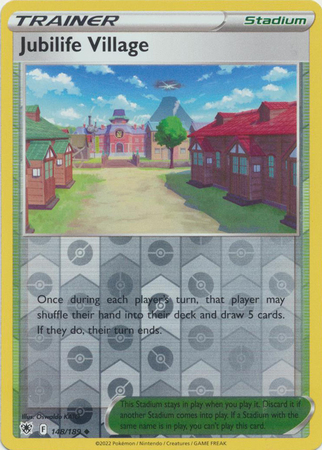 TRAINER Stadium
Jubilife Village
Once during each player's turn, that player may
shuffle their hand into their deck and draw 5 cards.
If they do, their turn ends.
This Stadium stays in play when you play it. Discard it if
another Stadium comes into play. If a Stadium with the
same name is in play, you can't play this card.
Illus. Oswaldo
F 148/189
©2022 Pokémon / Nintendo / Creatures / GAME FREAK